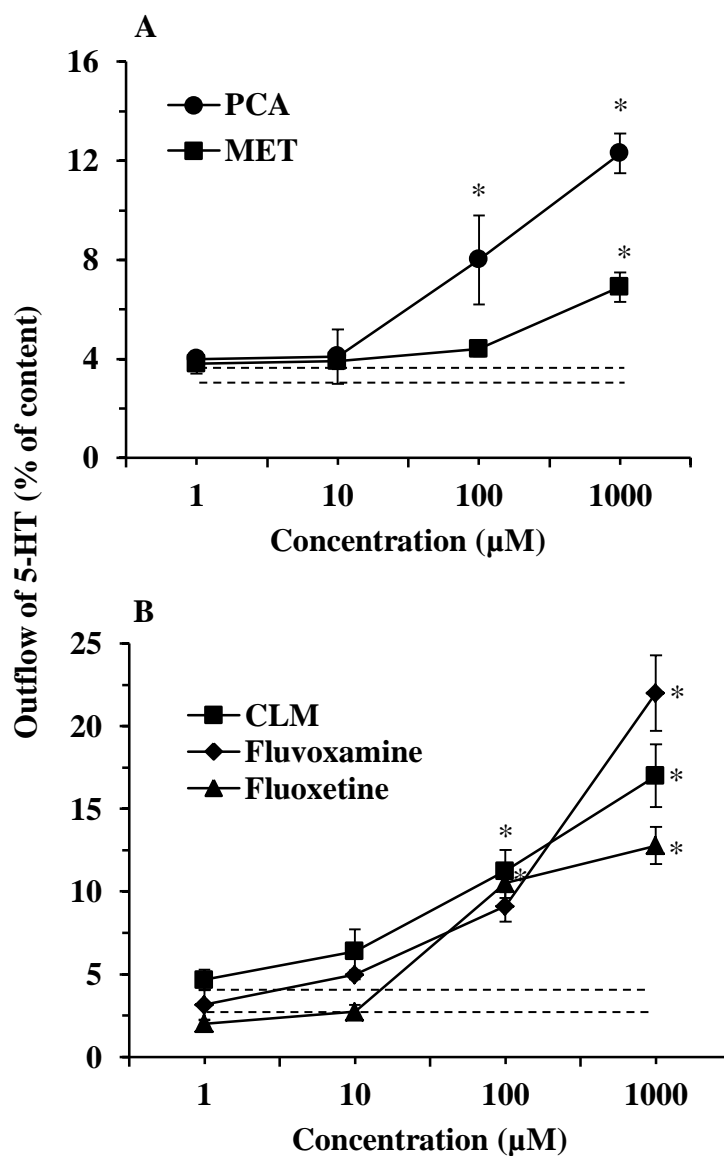 A
Outflow of 5-HT (% of content)
16
12
8
4
0
PCA
MET
*
*
*
1 10 100 1000
Concentration (µM)
B
25
20
15
10
5
0
CLM
Fluvoxamine
Fluoxetine
*
*
*
*
*
1 10 100 1000
Concentration (µM)